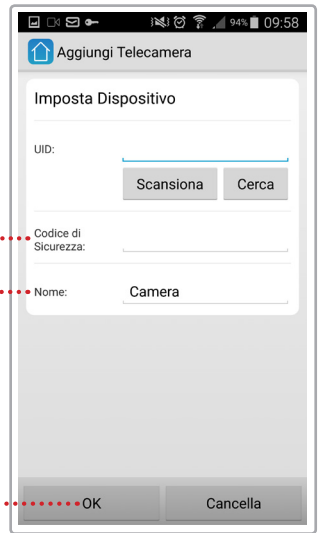 94% 09:58
Aggiungi Telecamera
Imposta Dispositivo
UID:
Scansiona Cerca
Codice di
Sicurezza:
Nome: Camera
OK Cancella